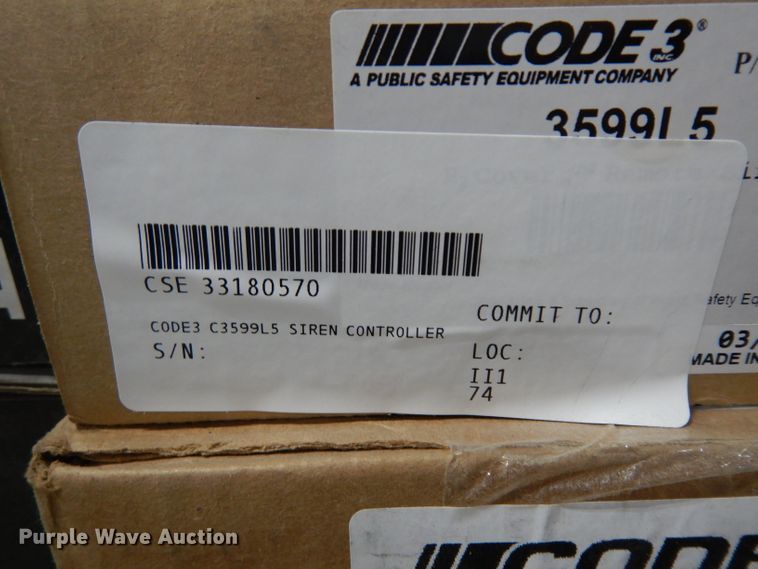 CODE 3®
INC
A PUBLIC SAFETY EQUIPMENT COMPANY
P/
3599L5
CSE 33180570
CODE3 C3599L5 SIREN CONTROLLER
S/N:
COMMIT TO:
LOC:
II1
74
afety Eq
03/
MADE IN
CODE
Purple Wave Auction